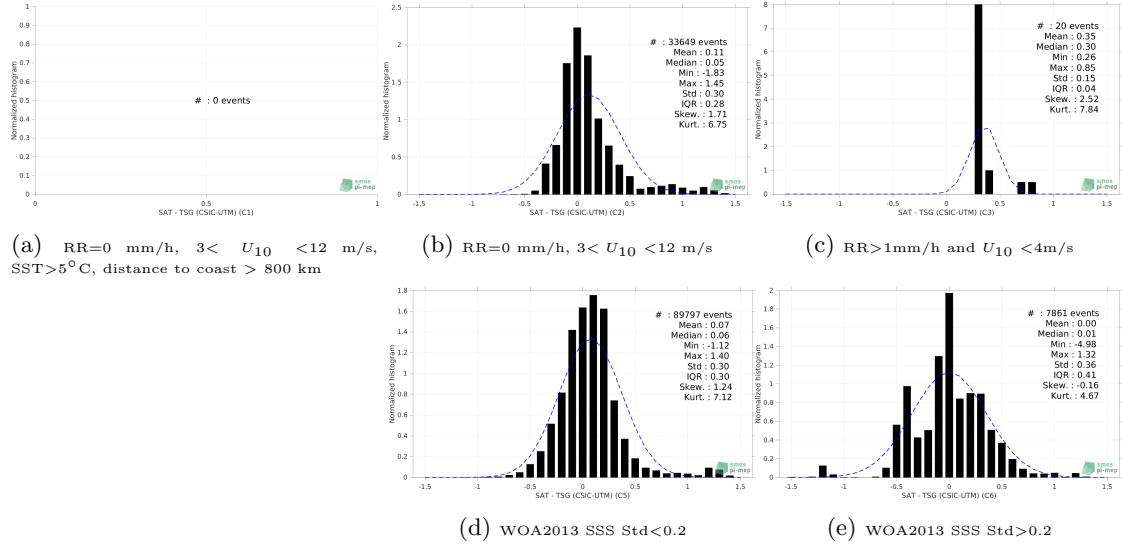 1
0.9
0.8
0.7
0.6
0.5
0.4
0.3
0.2
0.1
0
Normalized histogram
# : 0 events
smos
pi-mep
0 0.5 1
SAT - TSG (CSIC-UTM) (C1)
(a) RR=0 mm/h, 3< U10 <12 m/s,
SST>5°C, distance to coast > 800 km
2.5
2
1.5
1
0.5
0
Normalized histogram
# : 33649 events
Mean : 0.11
Median : 0.05
Min : -1.83
Max : 1.45
Std : 0.30
IQR : 0.28
Skew. : 1.71
Kurt. : 6.75
smos
pi-mep
-1.5 -1 -0.5 0 0.5 1 1.5
SAT - TSG (CSIC-UTM) (C2)
(b) RR=0 mm/h, 3< U10 <12 m/s
8
7
6
5
4
3
2
1
0
Normalized histogram
# : 20 events
Mean : 0.35
Median : 0.30
Min : 0.26
Max : 0.85
Std : 0.15
IQR : 0.04
Skew. : 2.52
Kurt. : 7.84
smos
pi-mep
-1.5 -1 -0.5 0 0.5 1 1.5
SAT - TSG (CSIC-UTM) (C3)
(c) RR>1mm/h and U10 <4m/s
1.8
1.6
1.4
1.2
1
0.8
0.6
0.4
0.2
0
Normalized histogram
# : 89797 events
Mean : 0.07
Median : 0.06
Min : -1.12
Max : 1.40
Std : 0.30
IQR : 0.30
Skew. : 1.24
Kurt. : 7.12
smos
pi-mep
-1.5 -1 -0.5 0 0.5 1 1.5
SAT - TSG (CSIC-UTM) (C5)
(d) WOA2013 SSS Std<0.2
2
1.8
1.6
1.4
1.2
1
0.8
0.6
0.4
0.2
0
Normalized histogram
# : 7861 events
Mean : 0.00
Median : 0.01
Min : -4.98
Max : 1.32
Std : 0.36
IQR : 0.41
Skew. : -0.16
Kurt. : 4.67
smos
pi-mep
-1.5 -1 -0.5 0 0.5 1 1.5
SAT - TSG (CSIC-UTM) (C6)
(e) WOA2013 SSS Std>0.2